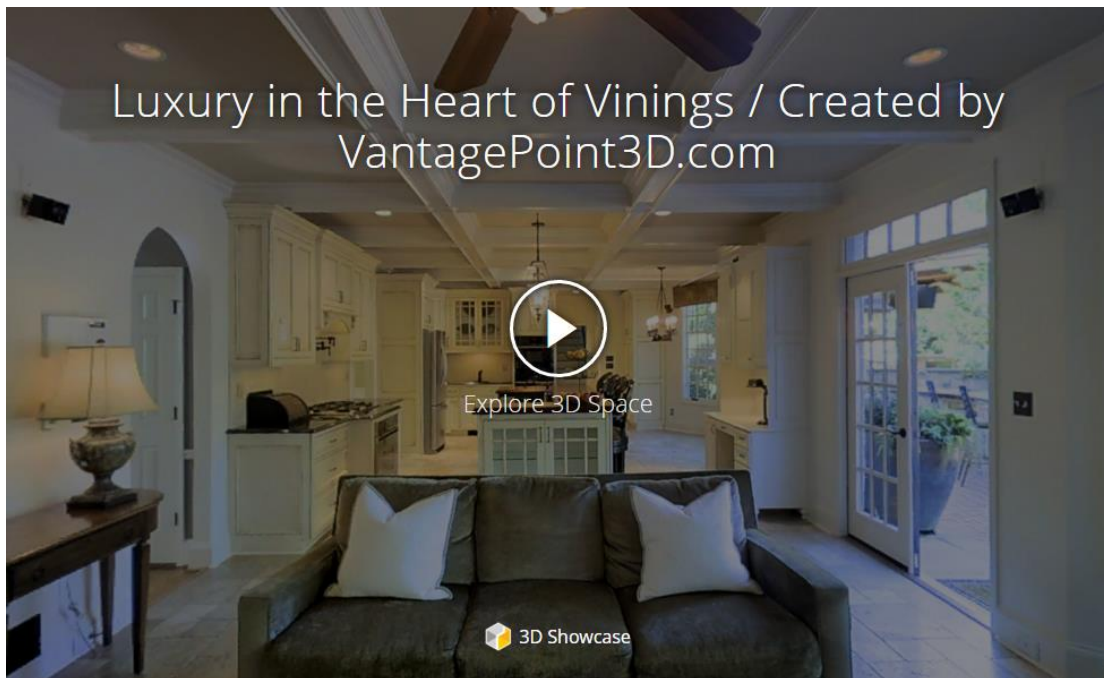 Luxury in the Heart of Vinings / Created by
VantagePoint3D.com
Explore 3D Space
3D Showcase